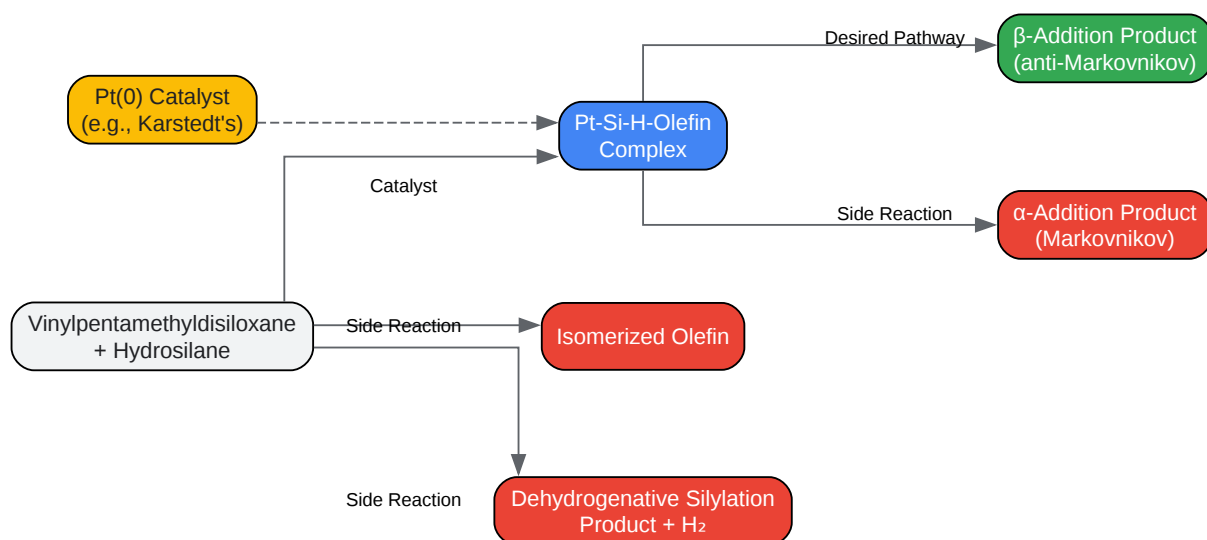 Desired Pathway
β-Addition Product
(anti-Markovnikov)
Pt(0) Catalyst
(e.g., Karstedt's)
Pt-Si-H-Olefin
Complex
Catalyst
Side Reaction
α-Addition Product
(Markovnikov)
Vinylpentamethyldisiloxane
+ Hydrosilane
Side Reaction
Isomerized Olefin
Side Reaction
Dehydrogenative Silylation
Product + H₂